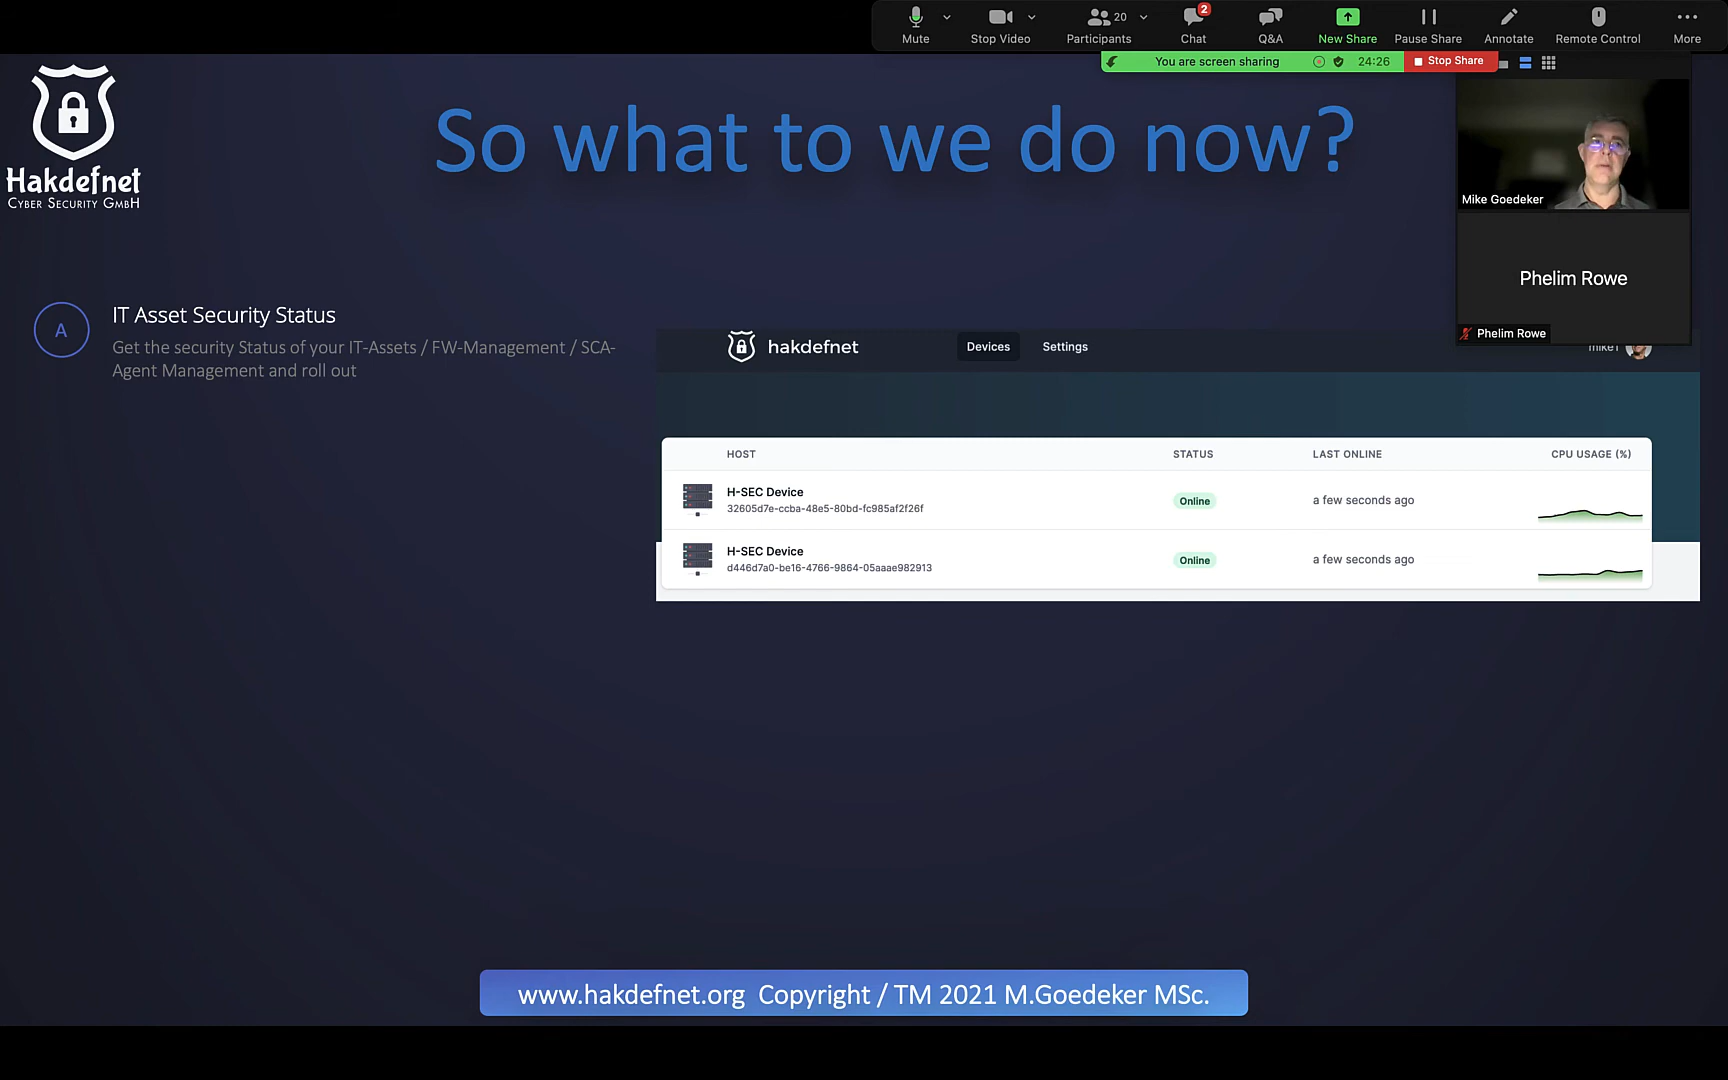 Mute
Stop Video
Participants
20
Chat
2
Q&A
New Share
Pause Share
Annotate
Remote Control
More
You are screen sharing
24:26
Stop Share
Hakdefnet
Cyber Security GmbH
So what to we do now?
Mike Goedeker
Phelim Rowe
Phelim Rowe
A
IT Asset Security Status
Get the security Status of your IT-Assets / FW-Management / SCA-
Agent Management and roll out
hakdefnet
Devices
Settings
mike1
HOST
STATUS
LAST ONLINE
CPU USAGE (%)
H-SEC Device
32605d7e-ccba-48e5-80bd-fc985af2f26f
Online
a few seconds ago
H-SEC Device
d446d7a0-be16-4766-9864-05aaae982913
Online
a few seconds ago
www.hakdefnet.org Copyright / TM 2021 M.Goedeker MSc.